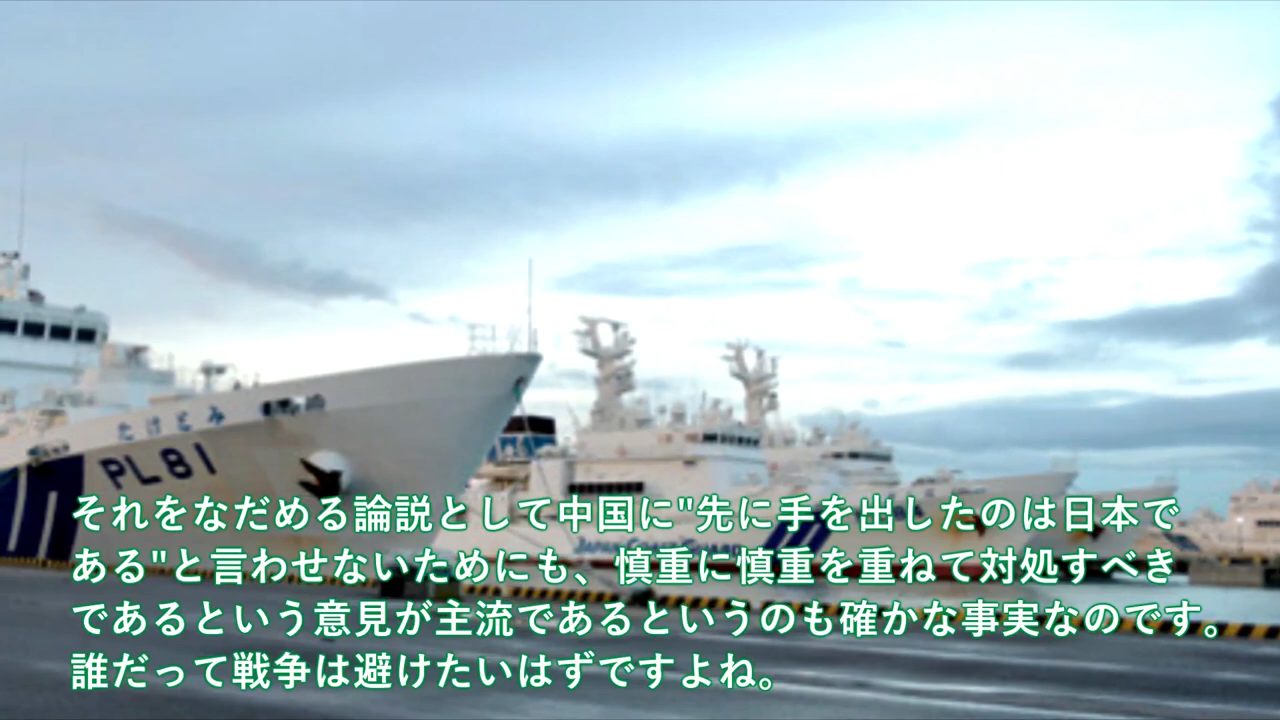 たけとみ
PL81
JAPAN COAST GUARD
それをなだめる論説として中国に"先に手を出したのは日本で
ある"と言わせないためにも、慎重に慎重を重ねて対処すべき
であるという意見が主流であるというのも確かな事実なのです。
誰だって戦争は避けたいはずですよね。